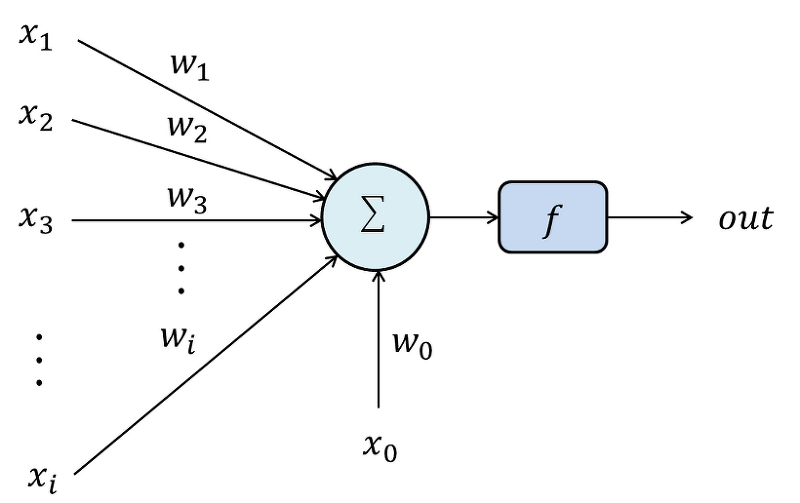 x₁
w₁
x₂
w₂
x₃
w₃
Σ
f
out
⋮
⋮
wᵢ
w₀
x₀
xᵢ